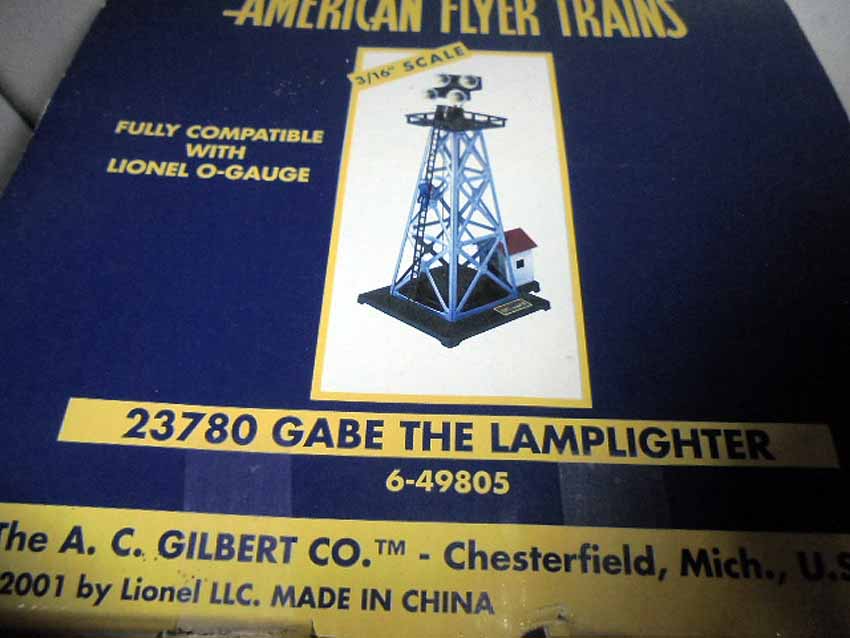 AMERICAN FLYER TRAINS
3/16" SCALE
FULLY COMPATIBLE
WITH
LIONEL O-GAUGE
23780 GABE THE LAMPLIGHTER
6-49805
The A. C. GILBERT CO.™ - Chesterfield, Mich., U.S
2001 by Lionel LLC. MADE IN CHINA